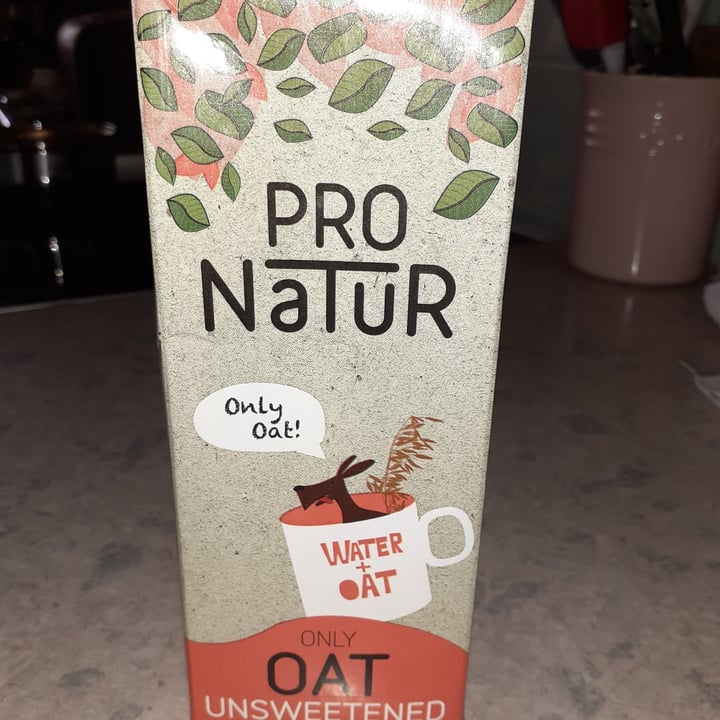 PRO
NaTuR
Only
Oat!
WATER
+
OAT
ONLY
OAT
UNSWEETENED